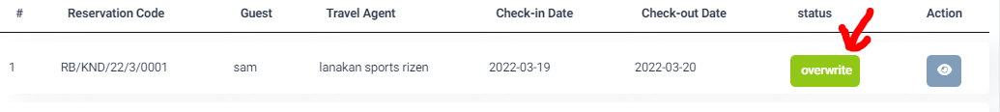 # Reservation Code Guest Travel Agent Check-in Date Check-out Date status Action
1 RB/KND/22/3/0001 sam lanakan sports rizen 2022-03-19 2022-03-20 overwrite